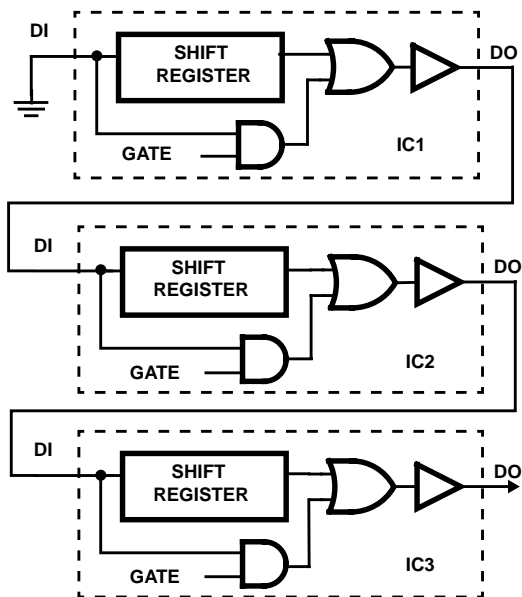 DI
SHIFT
REGISTER
DO
GATE
IC1
DI
SHIFT
REGISTER
DO
GATE
IC2
DI
SHIFT
REGISTER
DO
GATE
IC3